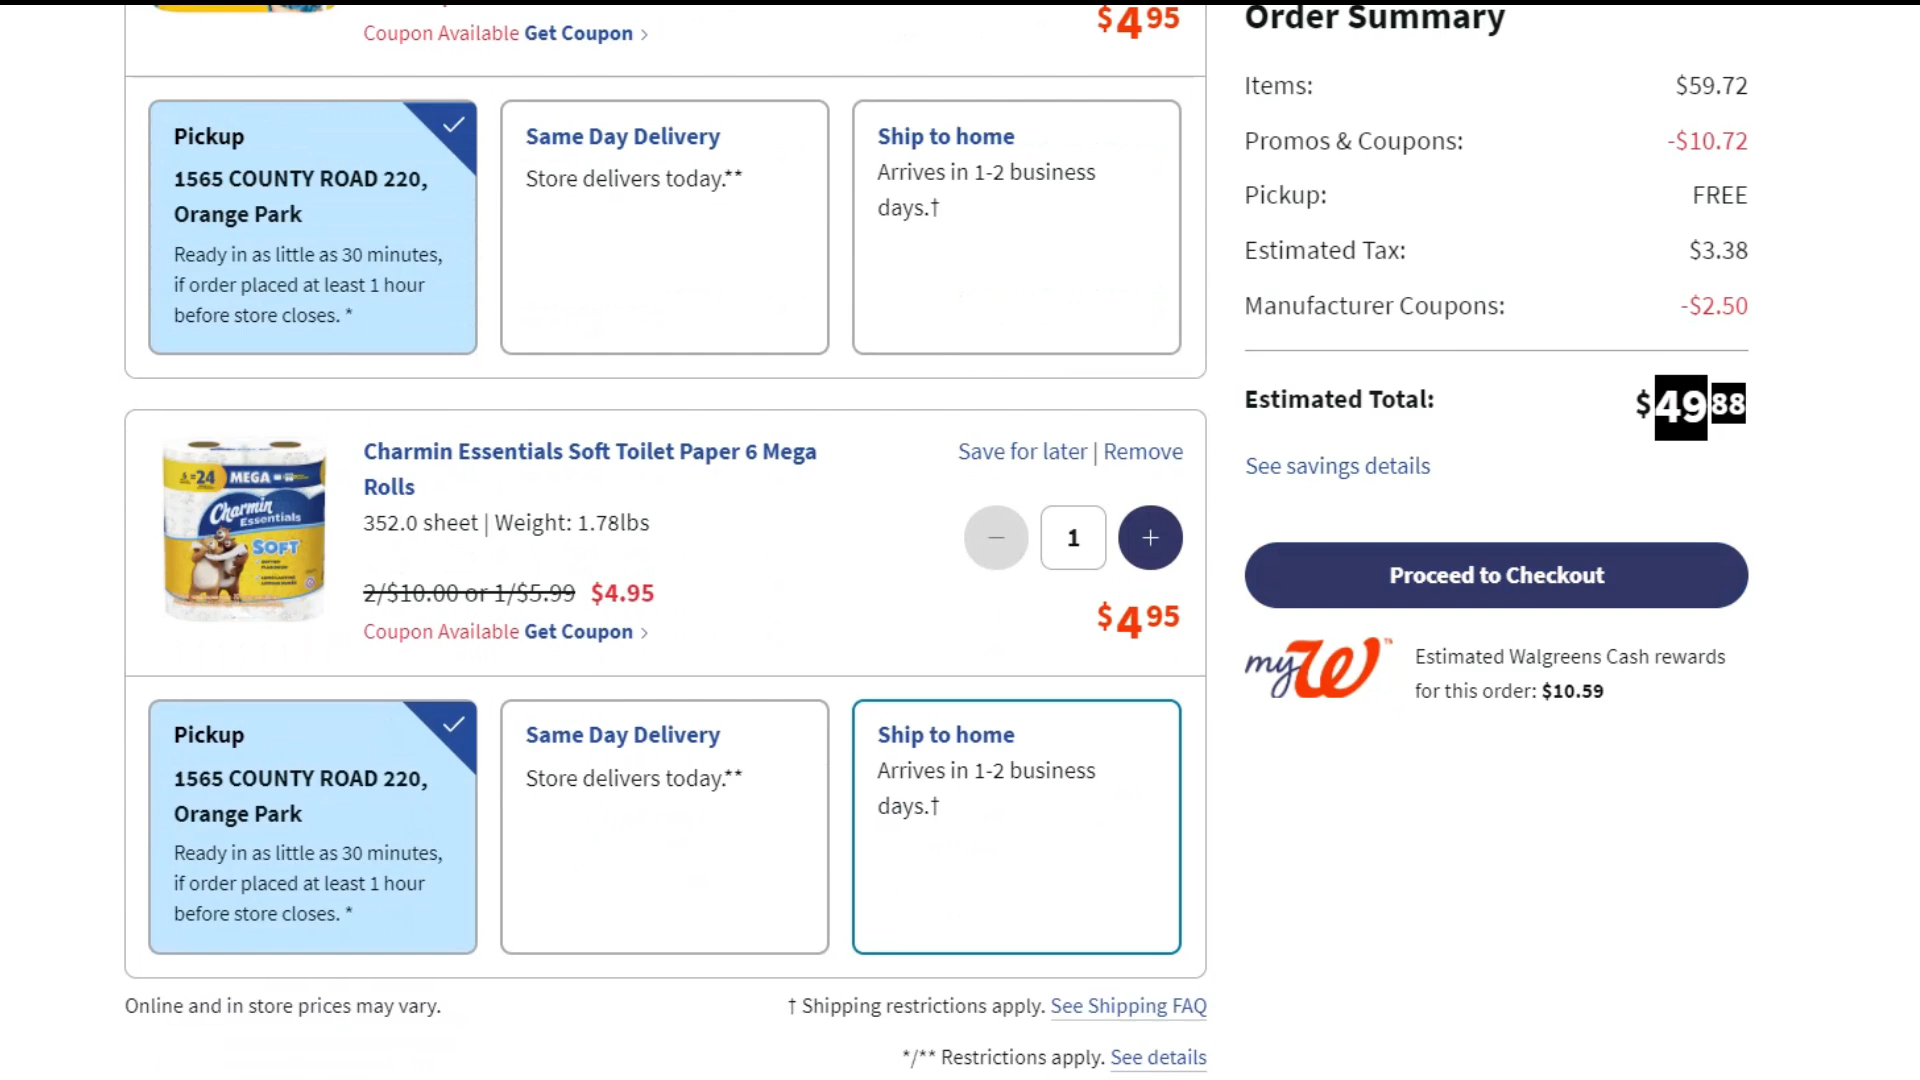 Coupon Available Get Coupon >
$4 95
Order Summary
Items: $59.72
Promos & Coupons: -$10.72
Pickup: FREE
Estimated Tax: $3.38
Manufacturer Coupons: -$2.50
Estimated Total: $49 88
See savings details
Proceed to Checkout
myW™
Estimated Walgreens Cash rewards
for this order: $10.59
Pickup
1565 COUNTY ROAD 220,
Orange Park
Ready in as little as 30 minutes,
if order placed at least 1 hour
before store closes. *
Same Day Delivery
Store delivers today.**
Ship to home
Arrives in 1-2 business
days.†
6=24 MEGA
Charmin
Essentials
SOFT
Charmin Essentials Soft Toilet Paper 6 Mega
Rolls
352.0 sheet | Weight: 1.78lbs
2/$10.00 or 1/$5.99 $4.95
Coupon Available Get Coupon >
Save for later | Remove
− 1 +
$4 95
Pickup
1565 COUNTY ROAD 220,
Orange Park
Ready in as little as 30 minutes,
if order placed at least 1 hour
before store closes. *
Same Day Delivery
Store delivers today.**
Ship to home
Arrives in 1-2 business
days.†
Online and in store prices may vary.
† Shipping restrictions apply. See Shipping FAQ
*/** Restrictions apply. See details